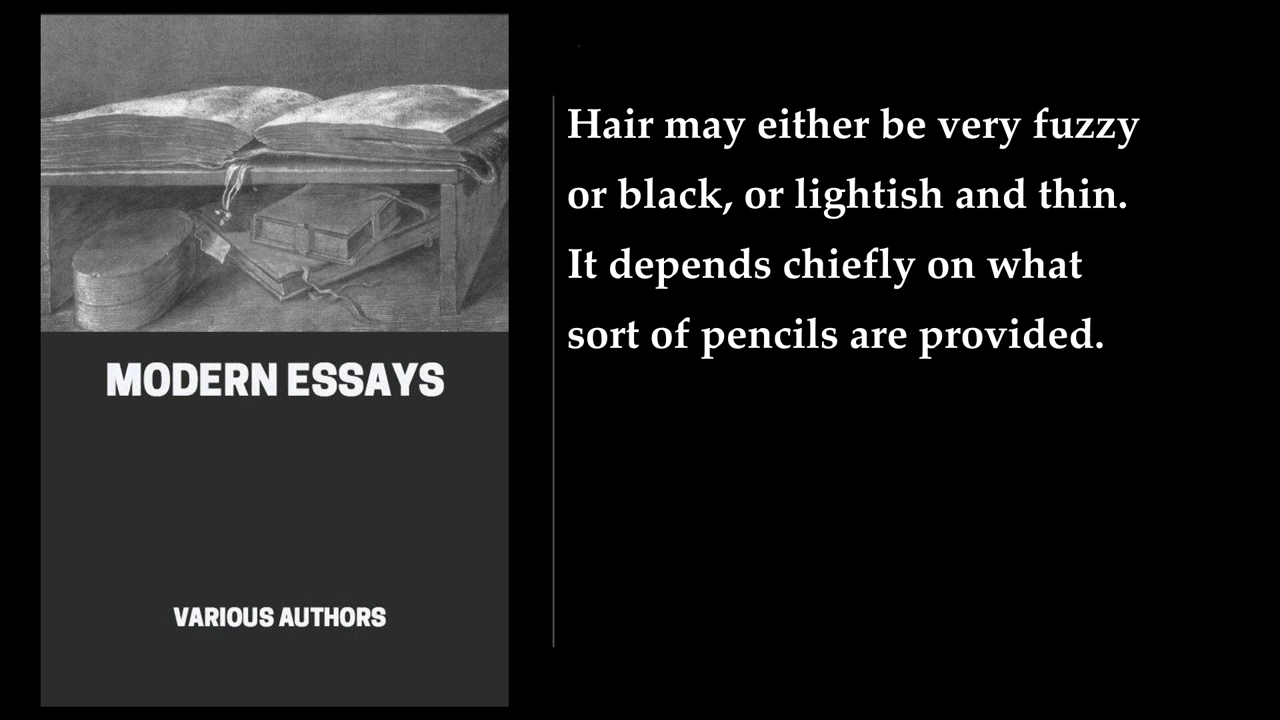 MODERN ESSAYS
VARIOUS AUTHORS
Hair may either be very fuzzy
or black, or lightish and thin.
It depends chiefly on what
sort of pencils are provided.